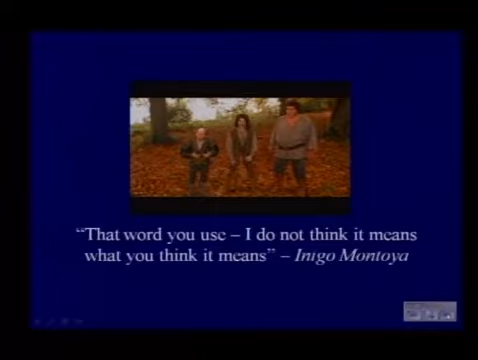 “That word you use – I do not think it means
what you think it means” – Inigo Montoya